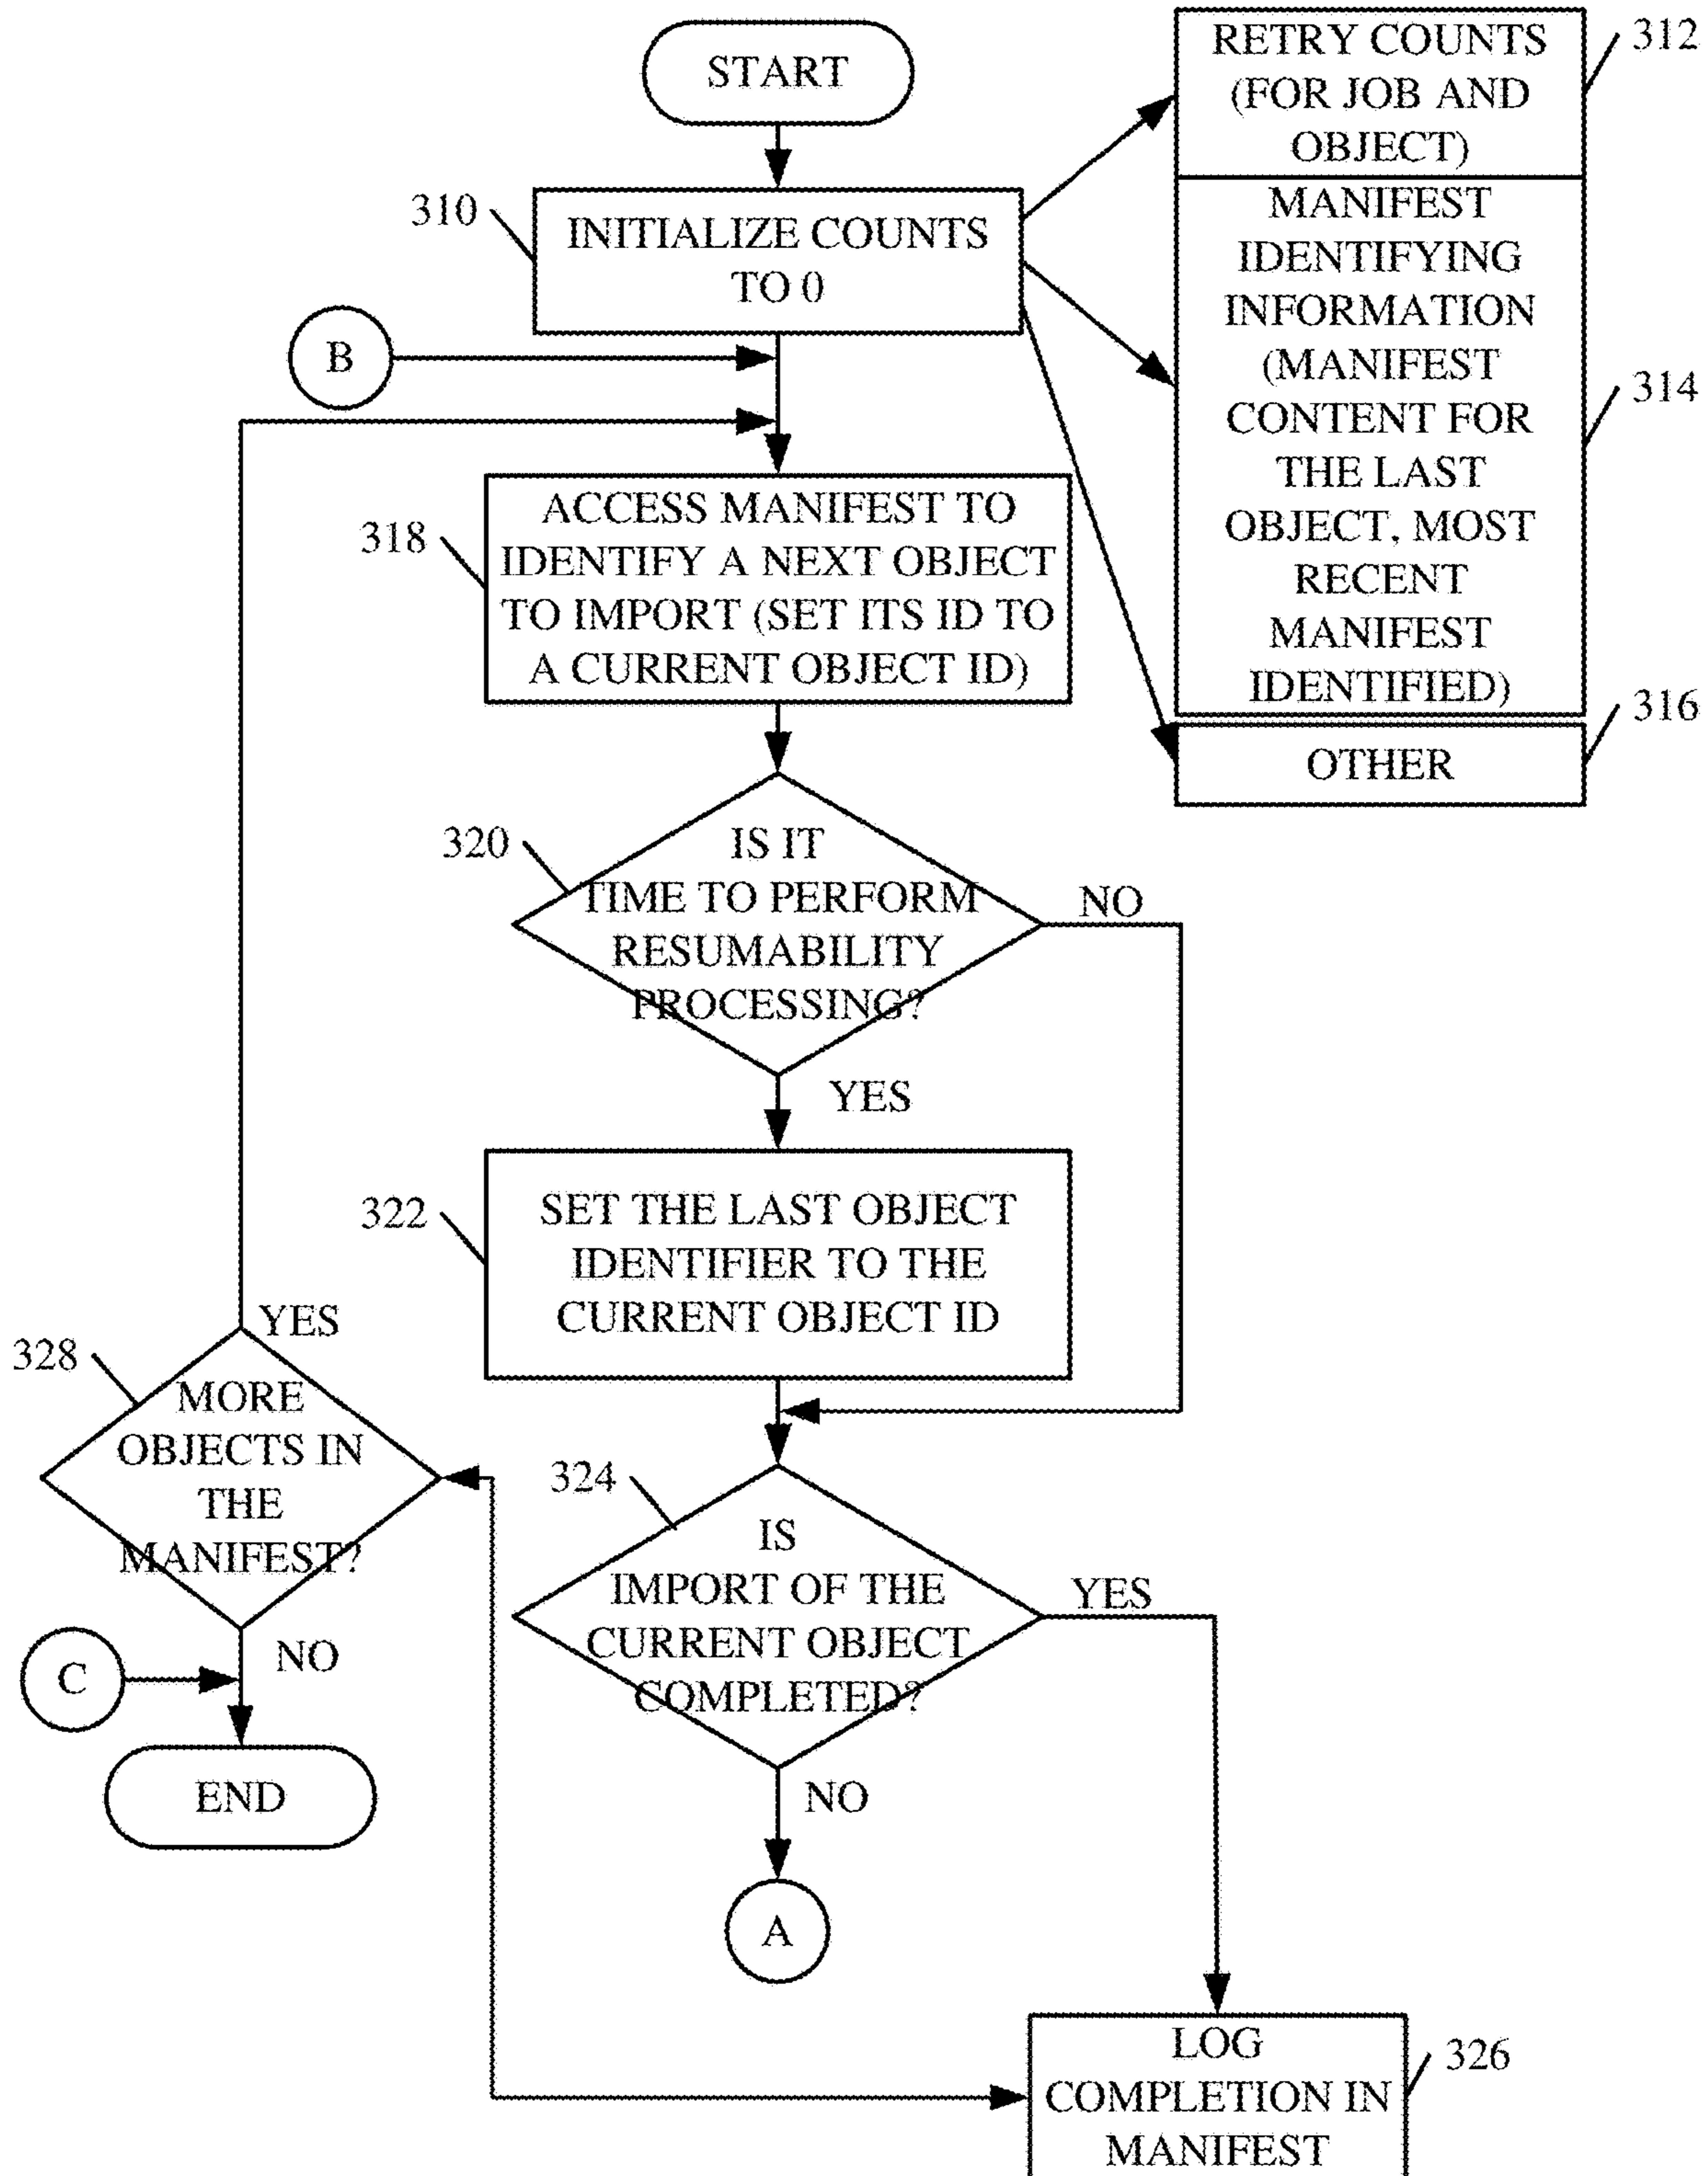 START
310
INITIALIZE COUNTS
TO 0
RETRY COUNTS
(FOR JOB AND
OBJECT)
312
MANIFEST
IDENTIFYING
INFORMATION
(MANIFEST
CONTENT FOR
THE LAST
OBJECT, MOST
RECENT
MANIFEST
IDENTIFIED)
314
OTHER
316
B
318
ACCESS MANIFEST TO
IDENTIFY A NEXT OBJECT
TO IMPORT (SET ITS ID TO
A CURRENT OBJECT ID)
320
IS IT
TIME TO PERFORM
RESUMABILITY
PROCESSING?
NO
YES
322
SET THE LAST OBJECT
IDENTIFIER TO THE
CURRENT OBJECT ID
YES
328
MORE
OBJECTS IN
THE
MANIFEST?
NO
C
END
324
IS
IMPORT OF THE
CURRENT OBJECT
COMPLETED?
YES
NO
A
LOG
COMPLETION IN
MANIFEST
326